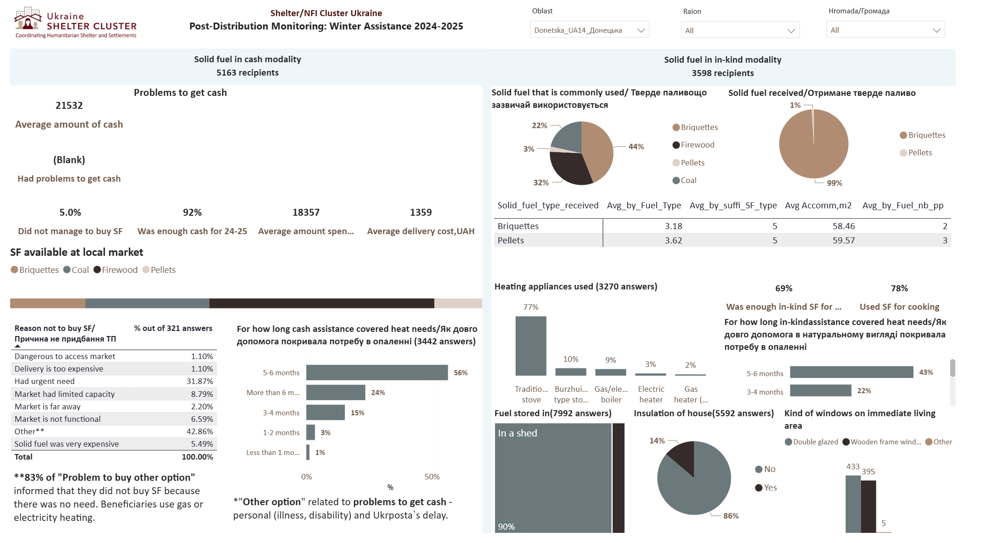 Ukraine
SHELTER CLUSTER
Coordinating Humanitarian Shelter and Settlements
Shelter/NFI Cluster Ukraine
Post-Distribution Monitoring: Winter Assistance 2024-2025
Oblast
Donetska_UA14_Донецька
Raion
All
Hromada/Громада
All
Solid fuel in cash modality
5163 recipients
Solid fuel in in-kind modality
3598 recipients
Problems to get cash
21532
Average amount of cash
(Blank)
Had problems to get cash
5.0%
Did not manage to buy SF
92%
Was enough cash for 24-25
18357
Average amount spen...
1359
Average delivery cost,UAH
SF available at local market
Briquettes Coal Firewood Pellets
Reason not to buy SF/
Причина не придбання ТП
% out of 321 answers
Dangerous to access market 1.10%
Delivery is too expensive 1.10%
Had urgent need 31.87%
Market had limited capacity 8.79%
Market is far away 2.20%
Market is not functional 6.59%
Other** 42.86%
Solid fuel was very expensive 5.49%
Total 100.00%
**83% of "Problem to buy other option"
informed that they did not buy SF because
there was no need. Beneficiaries use gas or
electricity heating.
For how long cash assistance covered heat needs/Як довго
допомога покривала потребу в опаленні (3442 answers)
5-6 months 56%
More than 6 m... 24%
3-4 months 15%
1-2 months 3%
Less than 1 mo... 1%
0% 50%
%
*"Other option" related to problems to get cash -
personal (illness, disability) and Ukrposta`s delay.
Solid fuel that is commonly used/ Тверде паливощо
зазвичай використовується
22%
3%
32%
44%
Briquettes
Firewood
Pellets
Coal
Solid fuel received/Отримане тверде паливо
1%
99%
Briquettes
Pellets
Solid_fuel_type_received Avg_by_Fuel_Type Avg_by_suffi_SF_type Avg Accomm,m2 Avg_by_Fuel_nb_pp
Briquettes 3.18 5 58.46 2
Pellets 3.62 5 59.57 3
Heating appliances used (3270 answers)
77%
10%
9%
3%
2%
Traditio...
stove
Burzhui...
type sto...
Gas/ele...
boiler
Electric
heater
Gas
heater (...
69%
Was enough in-kind SF for ...
78%
Used SF for cooking
For how long in-kindassistance covered heat needs/Як
довго допомога в натуральному вигляді покривала
потребу в опаленні
5-6 months 43%
3-4 months 22%
Fuel stored in(7992 answers)
In a shed
90%
Insulation of house(5592 answers)
14%
86%
No
Yes
Kind of windows on immediate living
area
Double glazed Wooden frame wind... Other
433
395
5